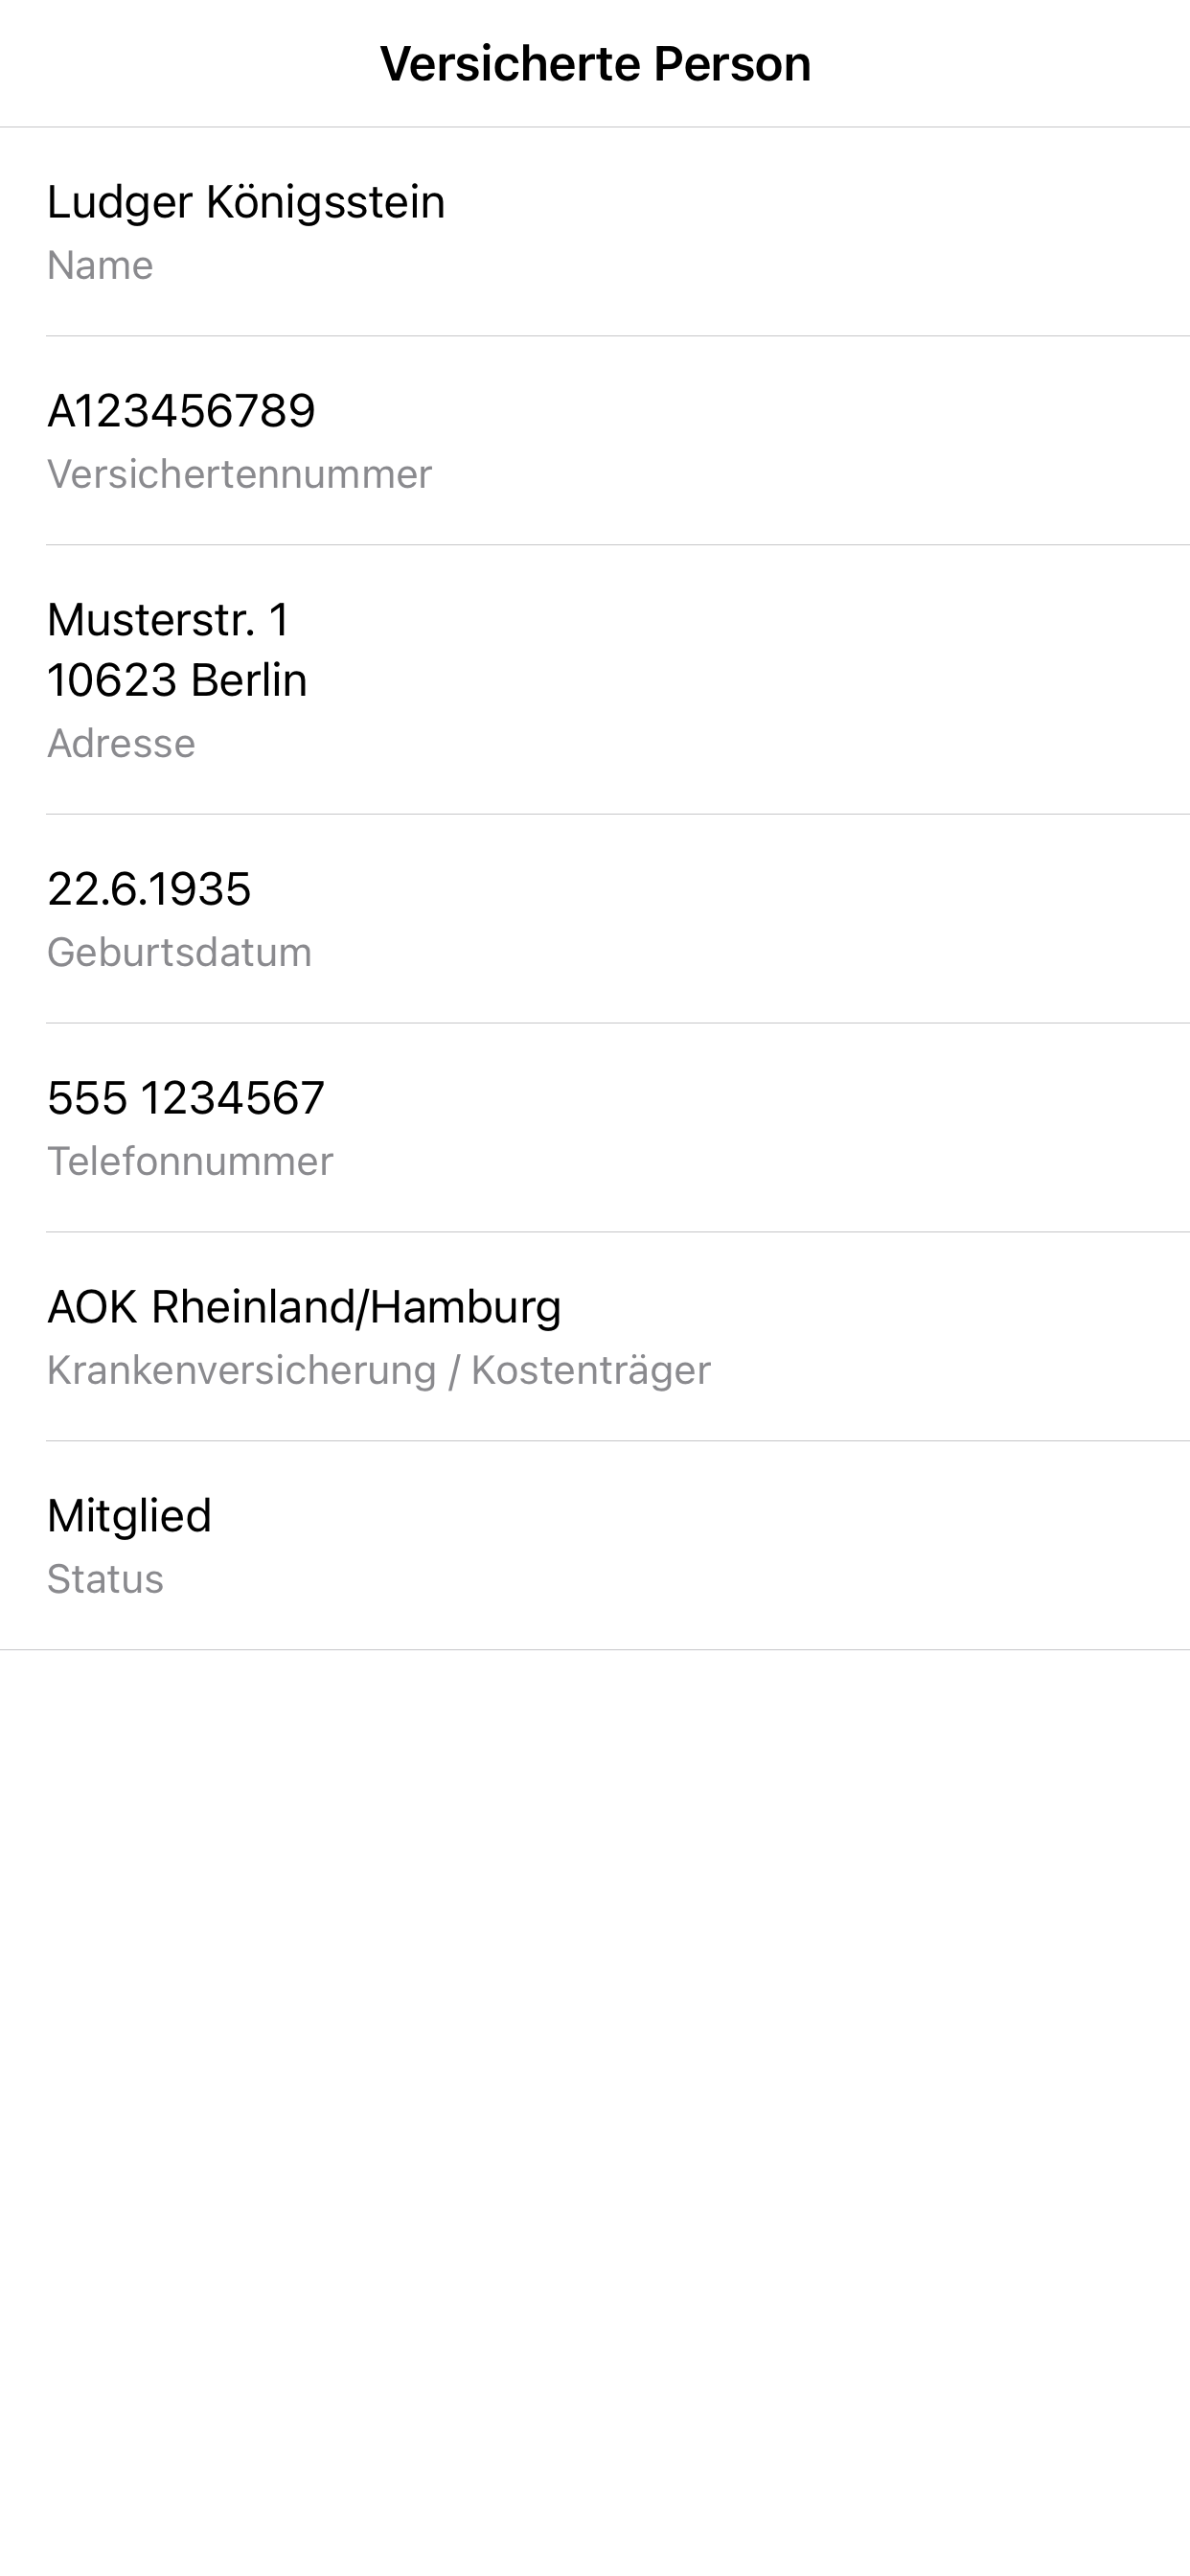 Versicherte Person
Ludger Königsstein
Name
A123456789
Versichertennummer
Musterstr. 1
10623 Berlin
Adresse
22.6.1935
Geburtsdatum
555 1234567
Telefonnummer
AOK Rheinland/Hamburg
Krankenversicherung / Kostenträger
Mitglied
Status